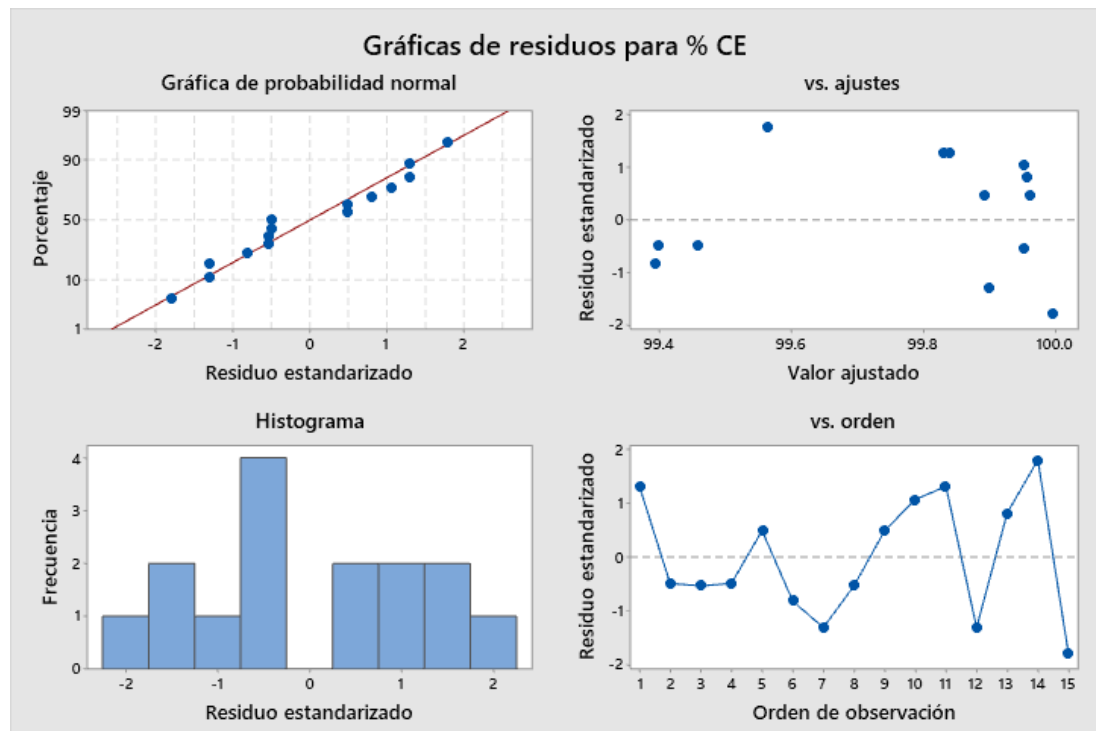 Gráficas de residuos para % CE
Gráfica de probabilidad normal
99
90
50
10
1
Porcentaje
-2
-1
0
1
2
Residuo estandarizado
vs. ajustes
2
1
0
-1
-2
Residuo estandarizado
99.4
99.6
99.8
100.0
Valor ajustado
Histograma
4
3
2
1
0
Frecuencia
-2
-1
0
1
2
Residuo estandarizado
vs. orden
2
1
0
-1
-2
Residuo estandarizado
1 2 3 4 5 6 7 8 9 10 11 12 13 14 15
Orden de observación